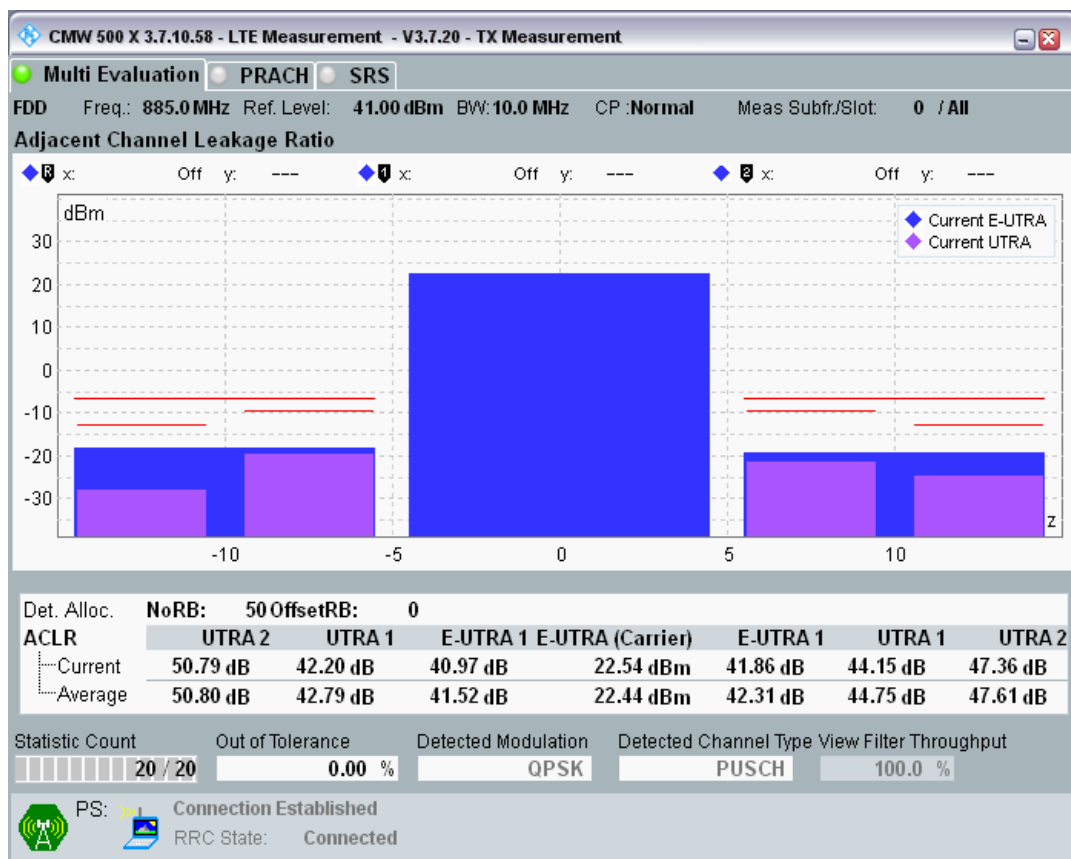 CMW 500 X 3.7.10.58 - LTE Measurement - V3.7.20 - TX Measurement
Multi Evaluation PRACH SRS
FDD Freq.: 885.0 MHz Ref. Level: 41.00 dBm BW: 10.0 MHz CP :Normal Meas Subfr./Slot: 0 / All
Adjacent Channel Leakage Ratio
R x: Off y: --- 1 x: Off y: --- 2 x: Off y: ---
dBm
Current E-UTRA
Current UTRA
30
20
10
0
-10
-20
-30
z
-10 -5 0 5 10
Det. Alloc. NoRB: 50 OffsetRB: 0
ACLR UTRA 2 UTRA 1 E-UTRA 1 E-UTRA (Carrier) E-UTRA 1 UTRA 1 UTRA 2
Current 50.79 dB 42.20 dB 40.97 dB 22.54 dBm 41.86 dB 44.15 dB 47.36 dB
Average 50.80 dB 42.79 dB 41.52 dB 22.44 dBm 42.31 dB 44.75 dB 47.61 dB
Statistic Count Out of Tolerance Detected Modulation Detected Channel Type View Filter Throughput
20 / 20 0.00 % QPSK PUSCH 100.0 %
PS: Connection Established
RRC State: Connected